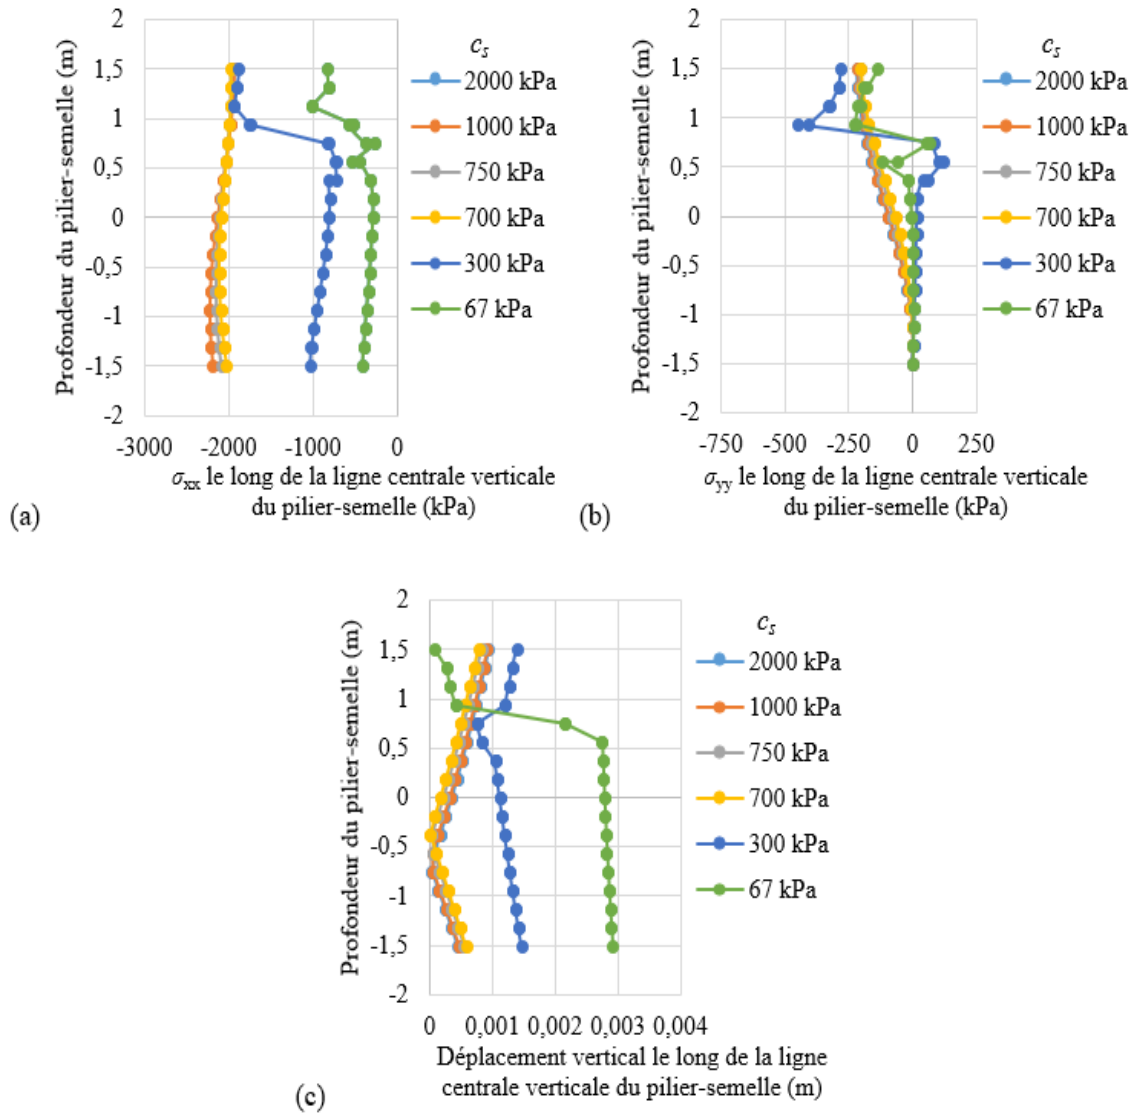 2
1,5
1
0,5
0
-0,5
-1
-1,5
-2
Profondeur du pilier-semelle (m)
-3000 -2000 -1000 0
σxx le long de la ligne centrale verticale
du pilier-semelle (kPa)
cs
2000 kPa
1000 kPa
750 kPa
700 kPa
300 kPa
67 kPa
(a)
2
1,5
1
0,5
0
-0,5
-1
-1,5
-2
Profondeur du pilier-semelle (m)
-750 -500 -250 0 250
σyy le long de la ligne centrale verticale
du pilier-semelle (kPa)
cs
2000 kPa
1000 kPa
750 kPa
700 kPa
300 kPa
67 kPa
(b)
2
1,5
1
0,5
0
-0,5
-1
-1,5
-2
Profondeur du pilier-semelle (m)
0 0,001 0,002 0,003 0,004
Déplacement vertical le long de la ligne
centrale verticale du pilier-semelle (m)
cs
2000 kPa
1000 kPa
750 kPa
700 kPa
300 kPa
67 kPa
(c)